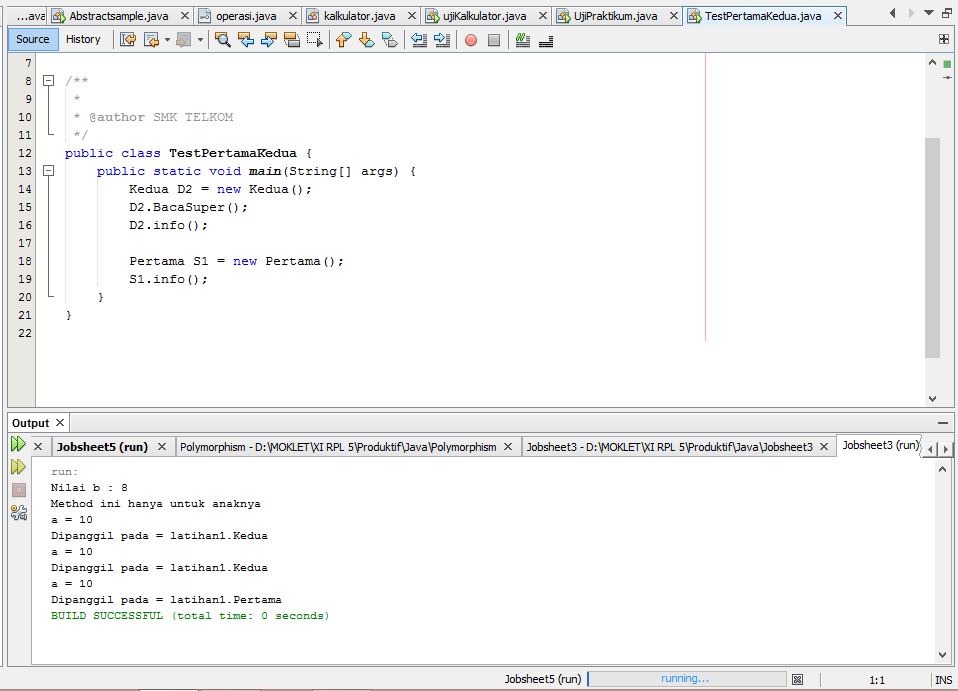 ...ava Abstractsample.java operasi.java kalkulator.java ujiKalkulator.java UjiPraktikum.java TestPertamaKedua.java
Source History
7
8 /**
9 *
10 * @author SMK TELKOM
11 */
12 public class TestPertamaKedua {
13 public static void main(String[] args) {
14 Kedua D2 = new Kedua();
15 D2.BacaSuper();
16 D2.info();
17
18 Pertama S1 = new Pertama();
19 S1.info();
20 }
21 }
22
Output
Jobsheet5 (run) Polymorphism - D:\MOKLET\XI RPL 5\Produktif\Java\Polymorphism Jobsheet3 - D:\MOKLET\XI RPL 5\Produktif\Java\Jobsheet3 Jobsheet3 (run)
run:
Nilai b : 8
Method ini hanya untuk anaknya
a = 10
Dipanggil pada = latihan1.Kedua
a = 10
Dipanggil pada = latihan1.Kedua
a = 10
Dipanggil pada = latihan1.Pertama
BUILD SUCCESSFUL (total time: 0 seconds)
Jobsheet5 (run) running... 1:1 INS